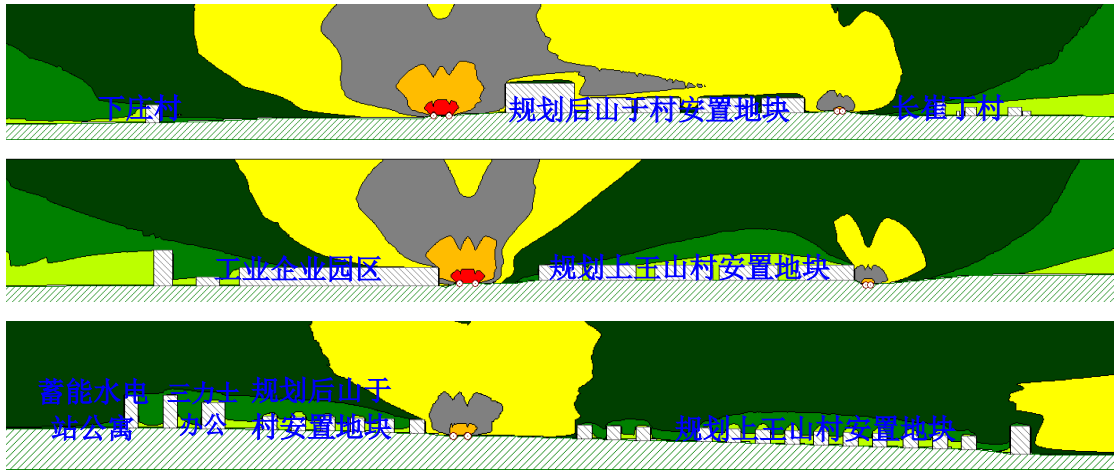 下庄村
规划后山于村安置地块
长崔丁村
工业企业园区
规划上王山村安置地块
蓄能水电
站公寓
三力士
办公
规划后山于
村安置地块
规划上王山村安置地块